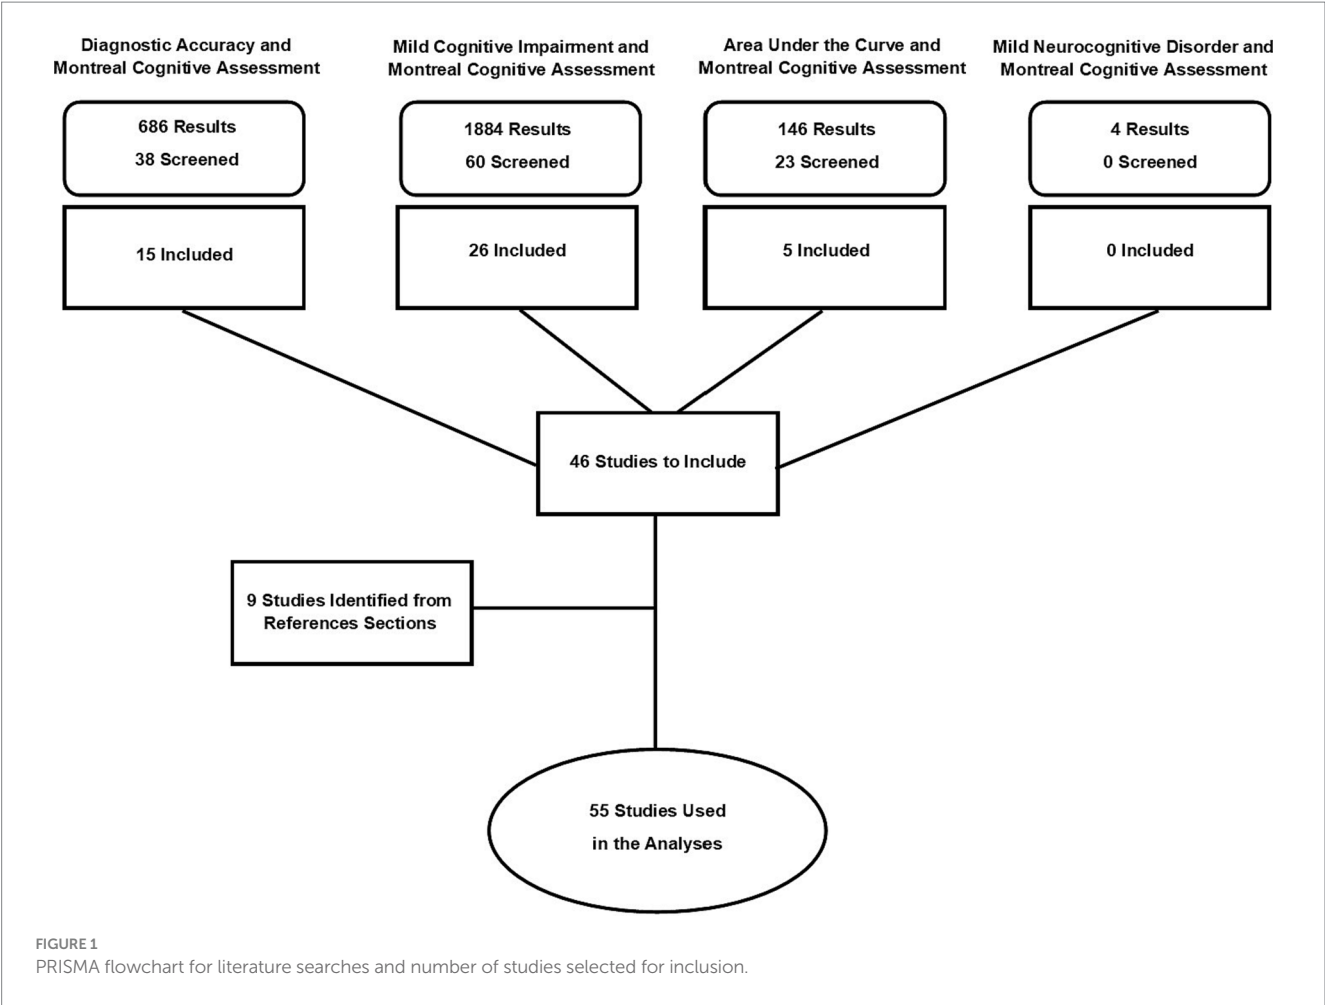 Diagnostic Accuracy and
Montreal Cognitive Assessment
686 Results
38 Screened
15 Included
Mild Cognitive Impairment and
Montreal Cognitive Assessment
1884 Results
60 Screened
26 Included
Area Under the Curve and
Montreal Cognitive Assessment
146 Results
23 Screened
5 Included
Mild Neurocognitive Disorder and
Montreal Cognitive Assessment
4 Results
0 Screened
0 Included
46 Studies to Include
9 Studies Identified from
References Sections
55 Studies Used
in the Analyses
FIGURE 1
PRISMA flowchart for literature searches and number of studies selected for inclusion.